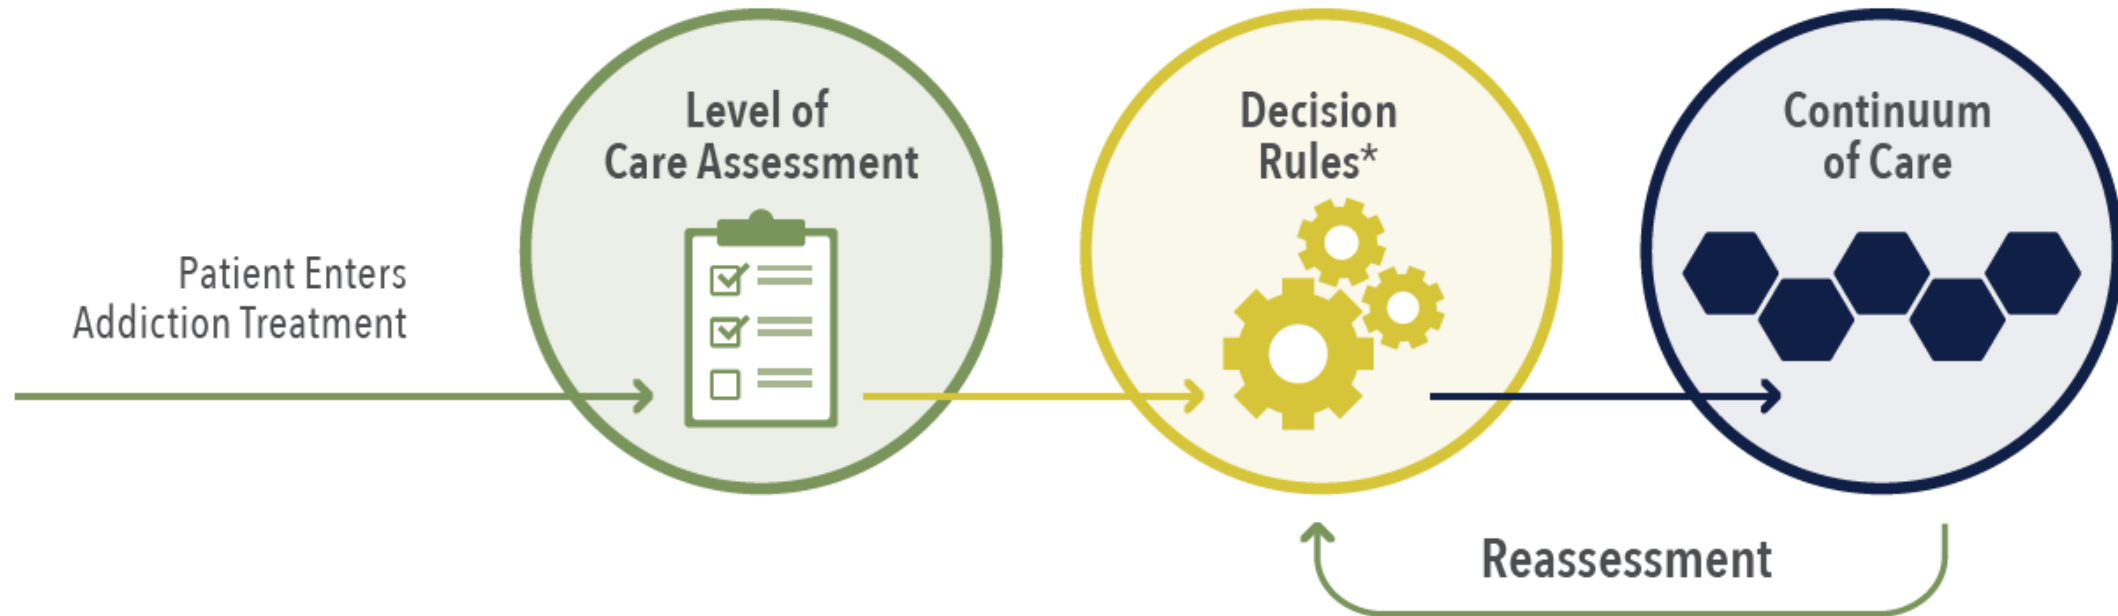 Patient Enters
Addiction Treatment
Level of
Care Assessment
Decision
Rules*
Continuum
of Care
Reassessment